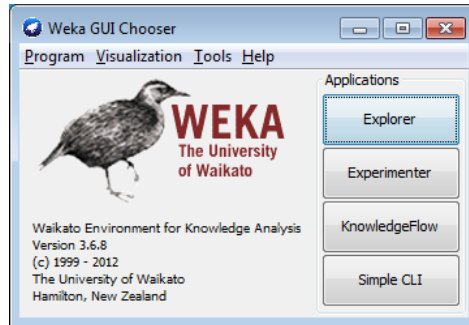 Weka GUI Chooser
Program Visualization Tools Help
WEKA
The University
of Waikato
Waikato Environment for Knowledge Analysis
Version 3.6.8
(c) 1999 - 2012
The University of Waikato
Hamilton, New Zealand
Applications
Explorer
Experimenter
KnowledgeFlow
Simple CLI